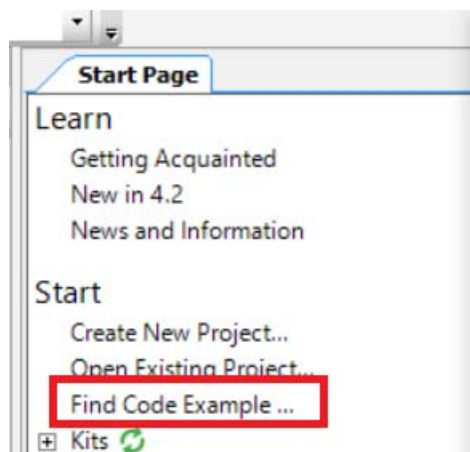 Start Page
Learn
Getting Acquainted
New in 4.2
News and Information
Start
Create New Project...
Open Existing Project...
Find Code Example ...
Kits